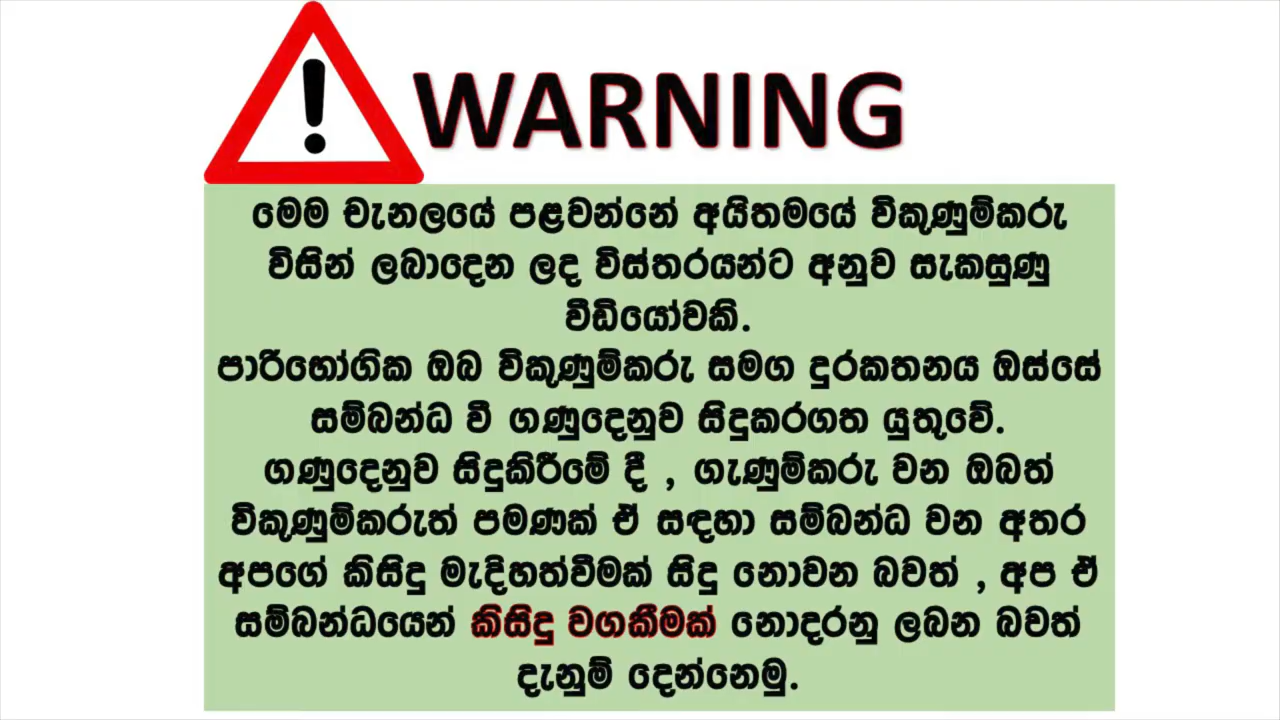 WARNING
මෙම චැනලයේ පළවන්නේ අයිතමයේ විකුණුම්කරු
විසින් ලබාදෙන ලද විස්තරයන්ට අනුව සැකසුණු
වීඩියෝවකි.
පාරිභෝගික ඔබ විකුණුම්කරු සමග දුරකතනය ඔස්සේ
සම්බන්ධ වී ගණුදෙනුව සිදුකරගත යුතුවේ.
ගණුදෙනුව සිදුකිරීමේ දී , ගැණුම්කරු වන ඔබත්
විකුණුම්කරුත් පමණක් ඒ සඳහා සම්බන්ධ වන අතර
අපගේ කිසිදු මැදිහත්වීමක් සිදු නොවන බවත් , අප ඒ
සම්බන්ධයෙන් කිසිදු වගකීමක් නොදරනු ලබන බවත්
දැනුම් දෙන්නෙමු.